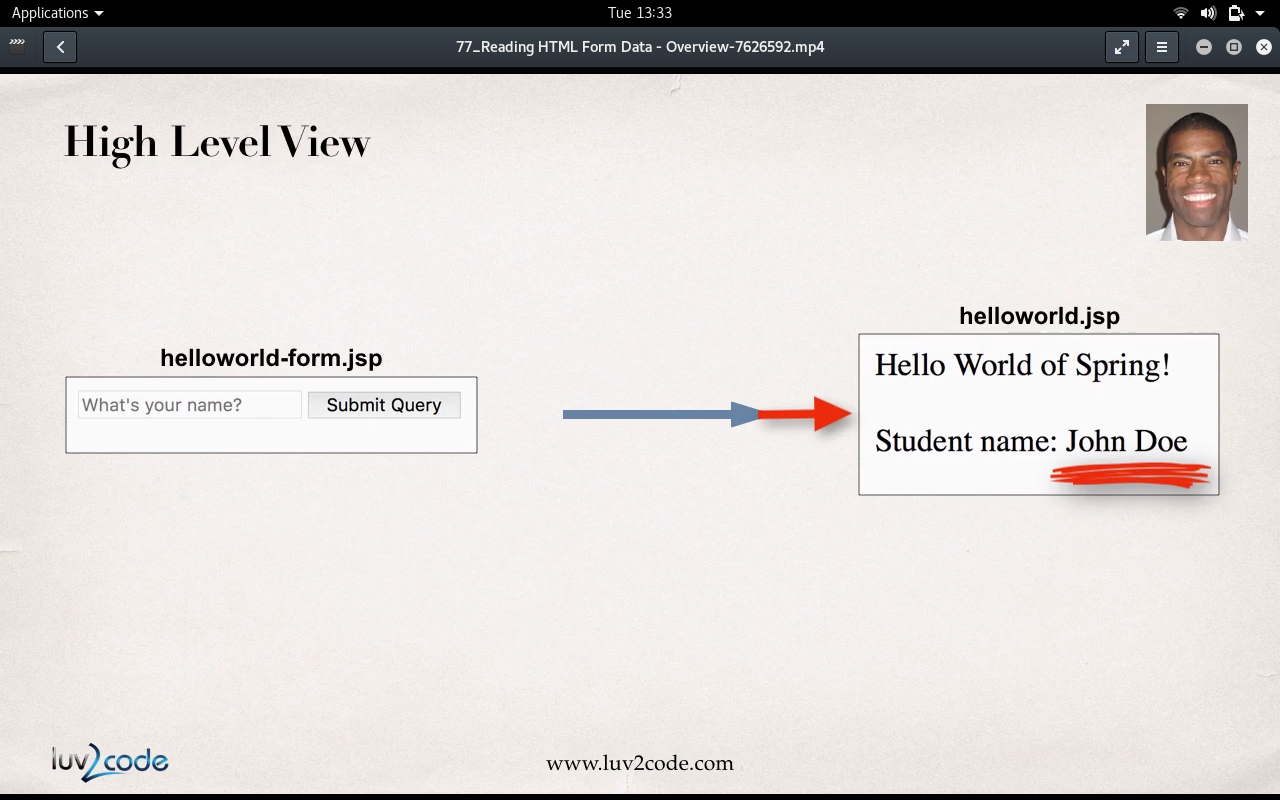 Applications
Tue 13:33
77_Reading HTML Form Data - Overview-7626592.mp4
High Level View
helloworld.jsp
Hello World of Spring!
Student name: John Doe
helloworld-form.jsp
What's your name?
Submit Query
luv2code
www.luv2code.com